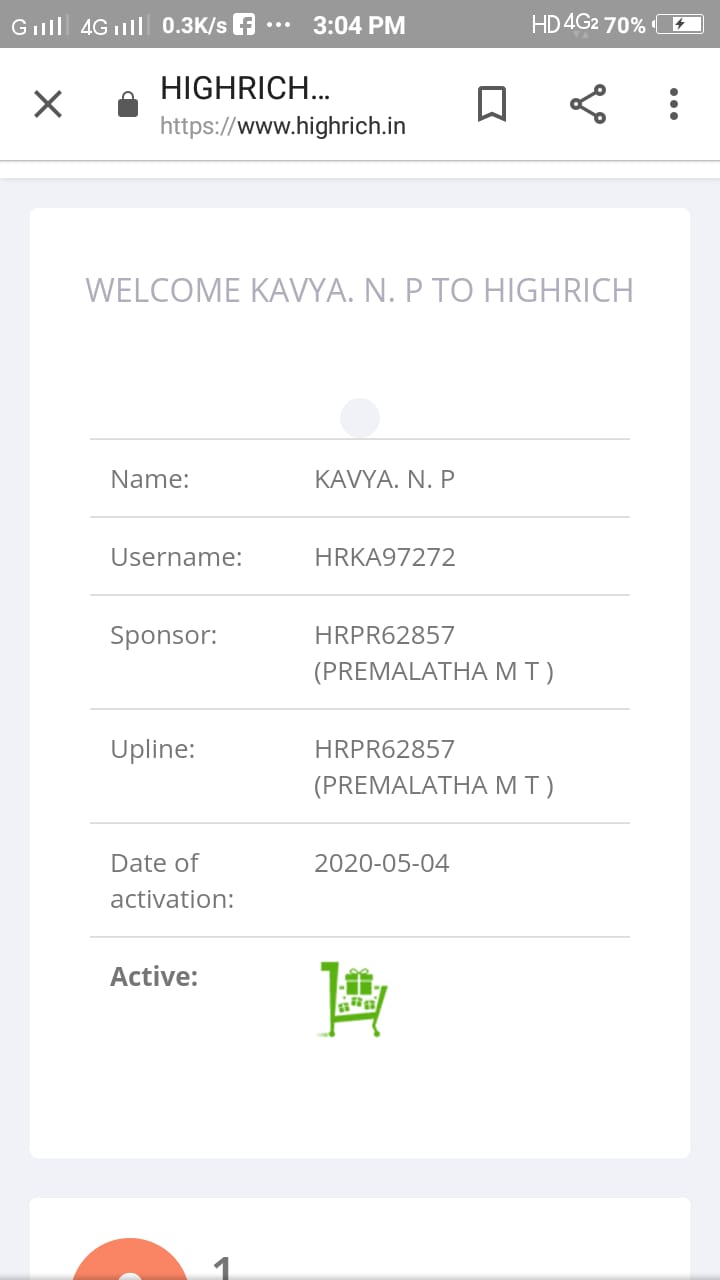 G 4G 0.3K/s ... 3:04 PM HD 4G2 70%
HIGHRICH...
https://www.highrich.in
WELCOME KAVYA. N. P TO HIGHRICH
Name: KAVYA. N. P
Username: HRKA97272
Sponsor: HRPR62857
(PREMALATHA M T )
Upline: HRPR62857
(PREMALATHA M T )
Date of 2020-05-04
activation:
Active:
1